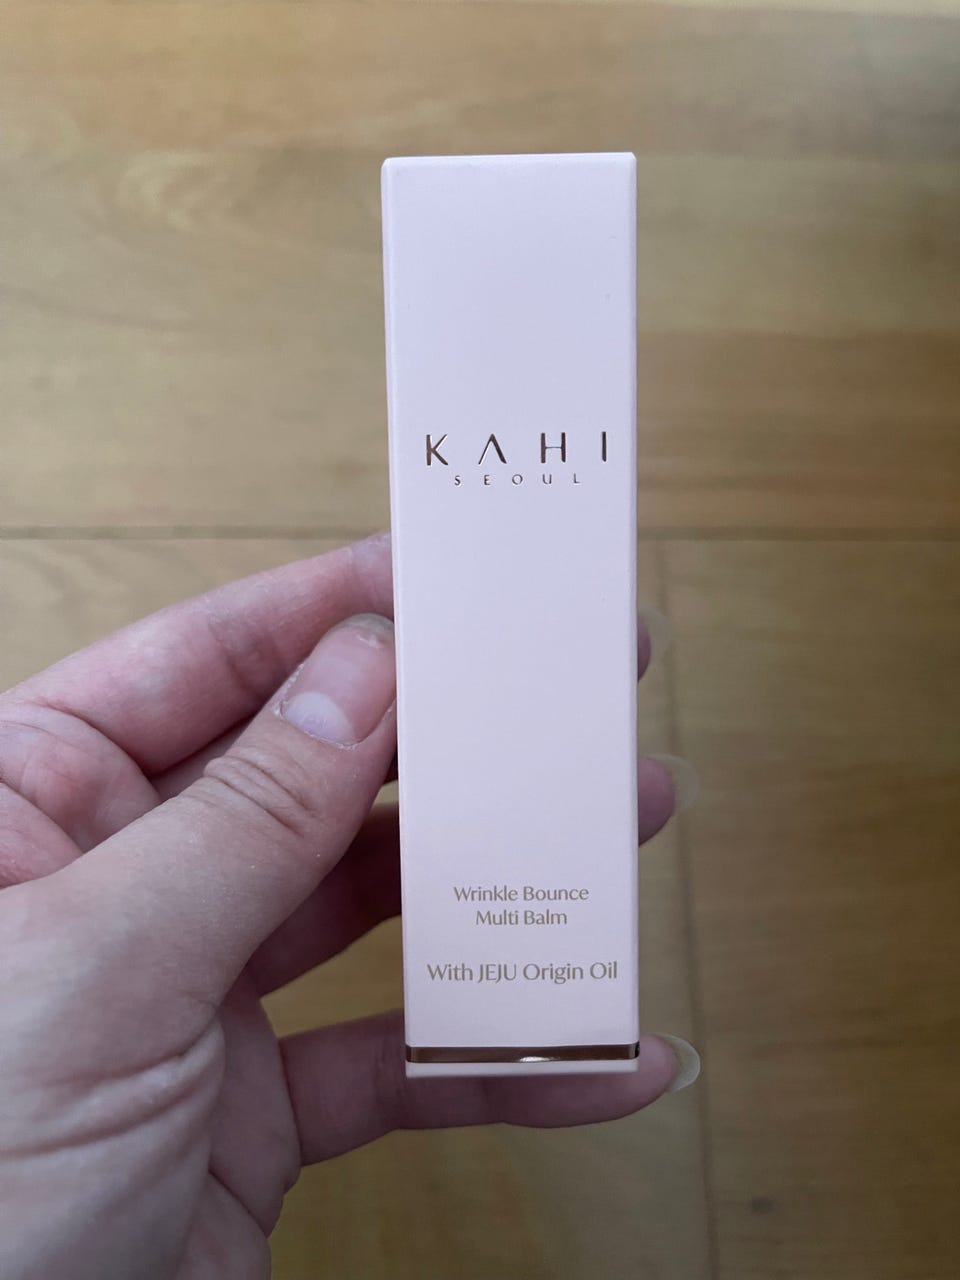 KAHI
SEOUL
Wrinkle Bounce
Multi Balm
With JEJU Origin Oil